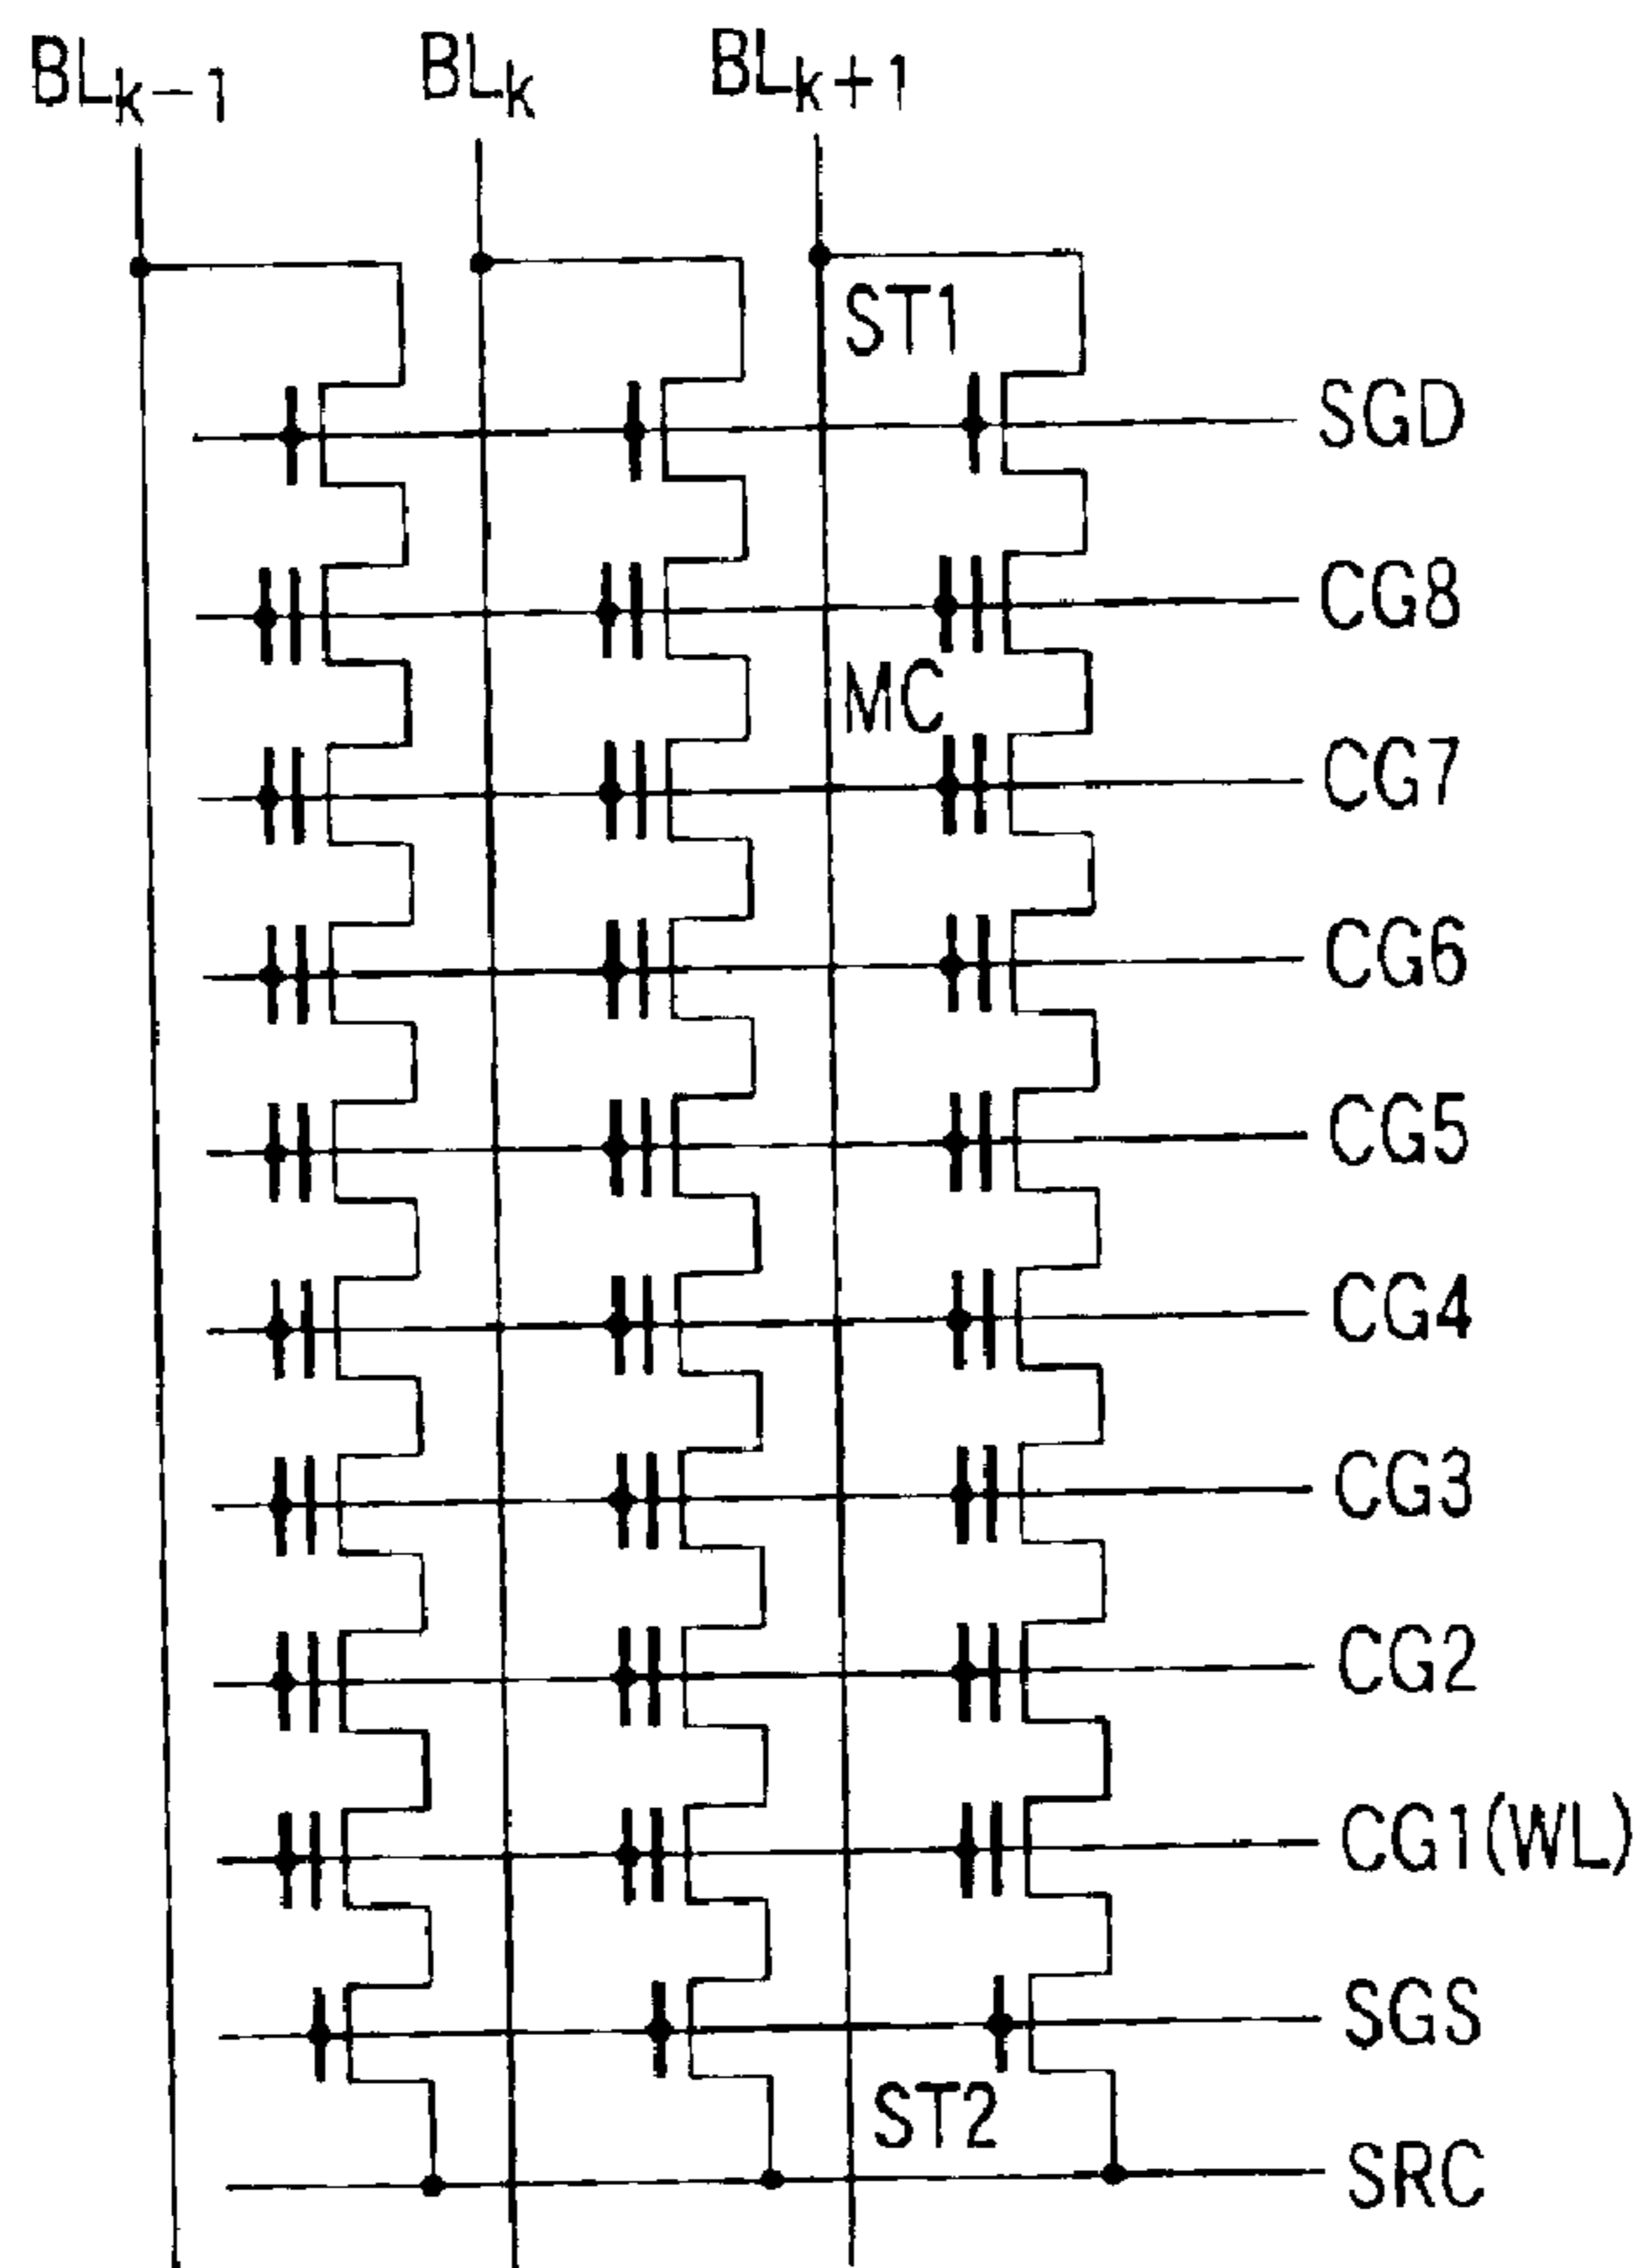 BLk-1 BLk BLk+1
ST1
SGD
CG8
MC
CG7
CG6
CG5
CG4
CG3
CG2
CG1(WL)
SGS
ST2
SRC